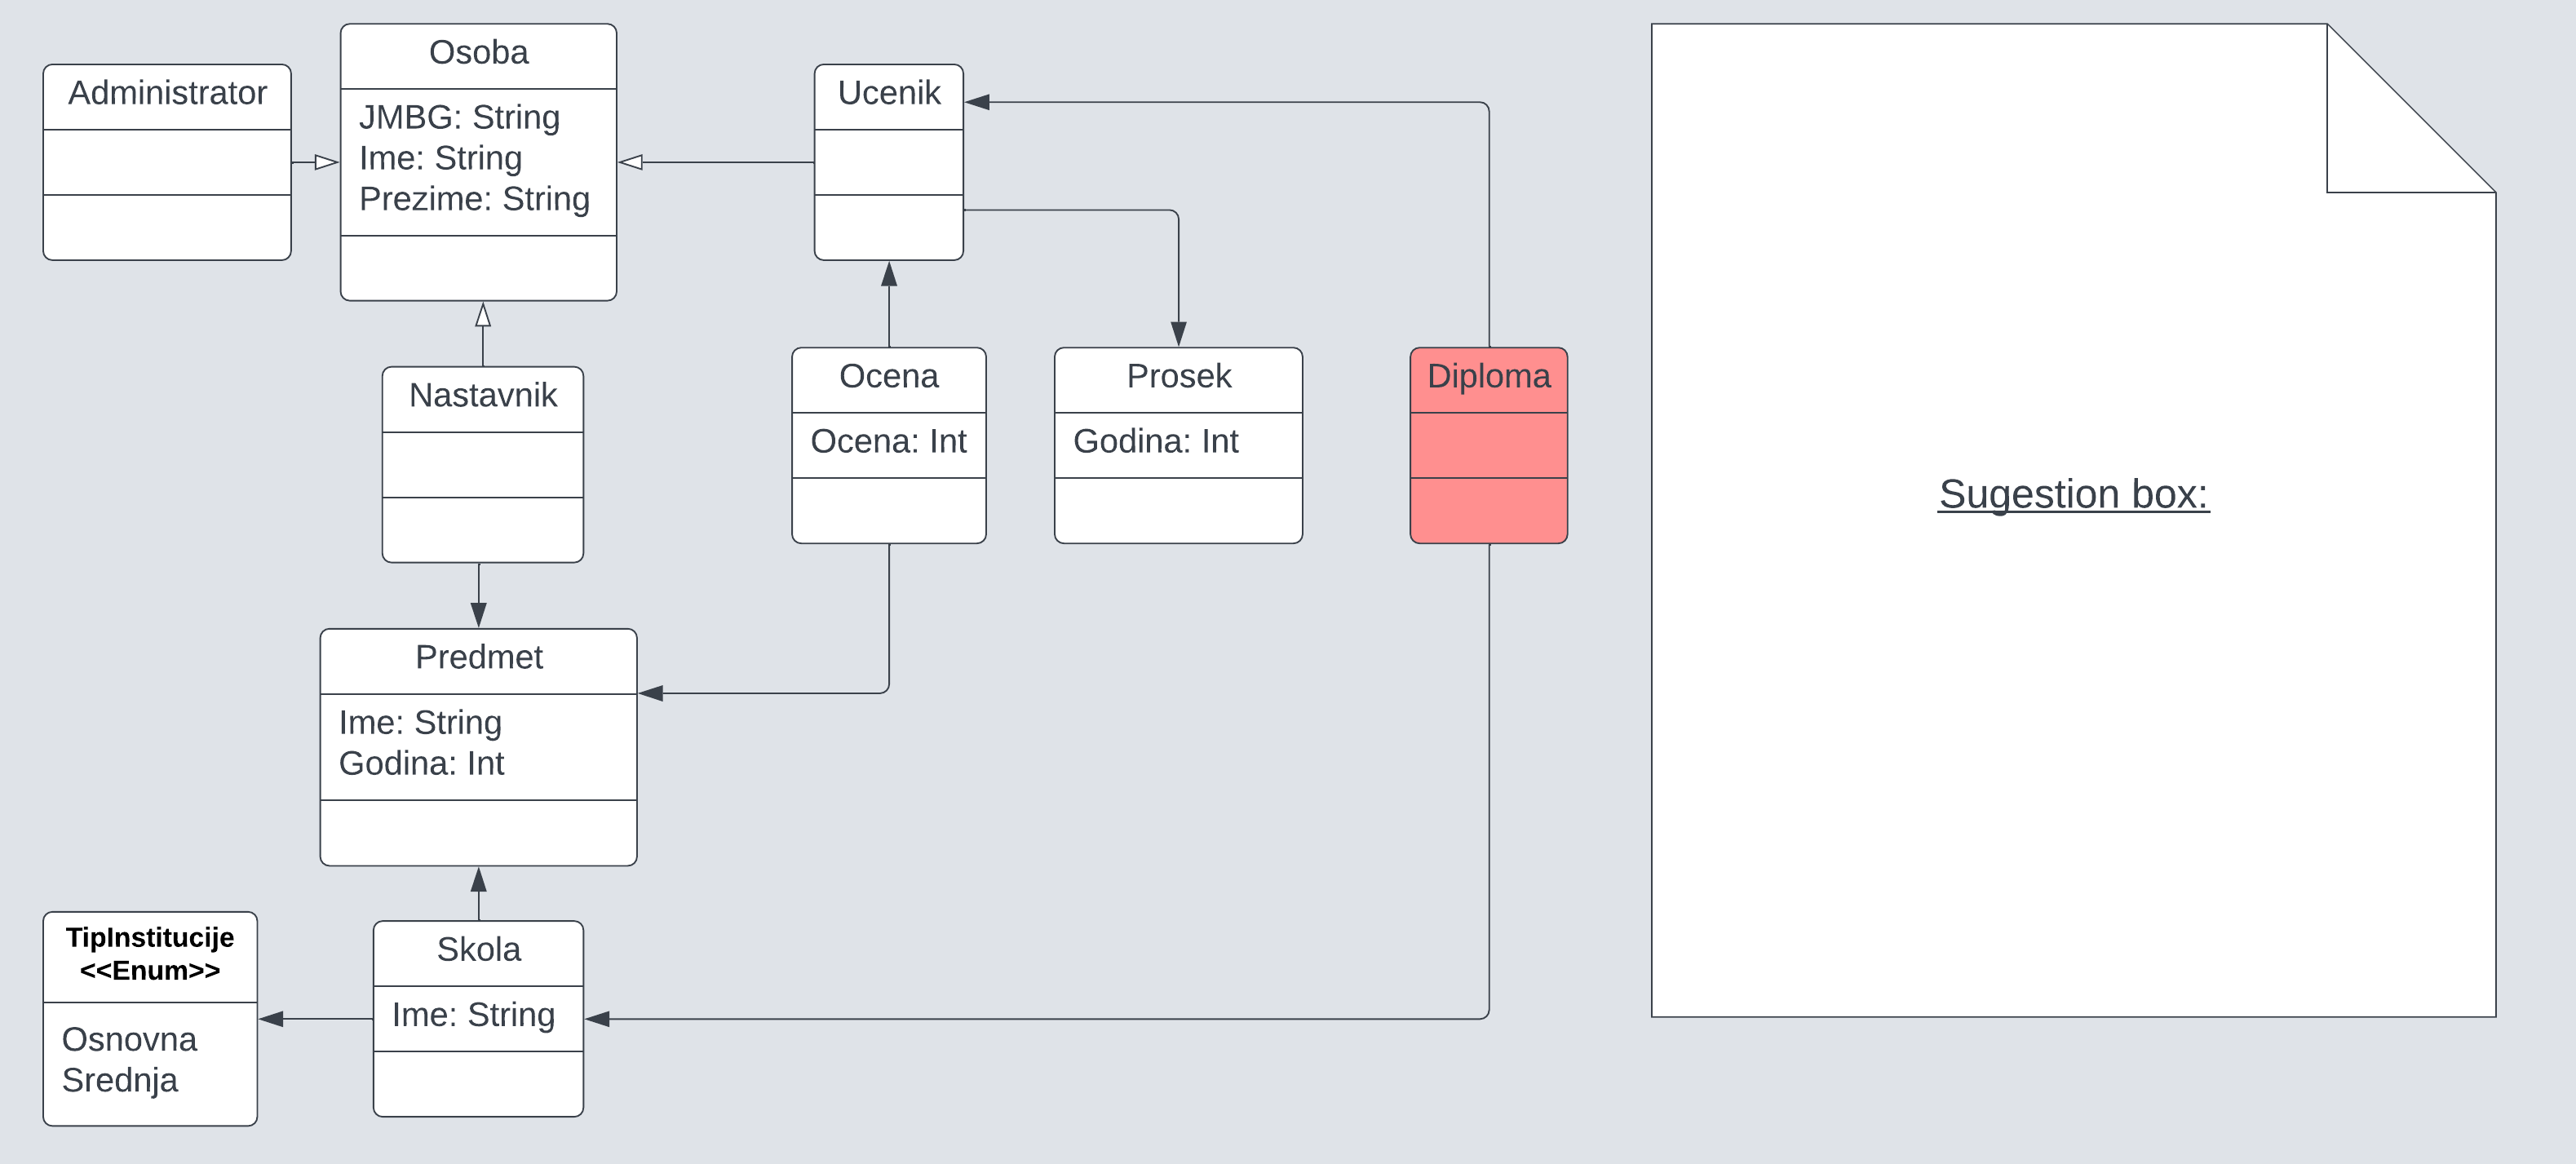 Administrator
Osoba
JMBG: String
Ime: String
Prezime: String
Ucenik
Nastavnik
Ocena
Ocena: Int
Prosek
Godina: Int
Diploma
Predmet
Ime: String
Godina: Int
TipInstitucije
<<Enum>>
Osnovna
Srednja
Skola
Ime: String
Sugestion box: